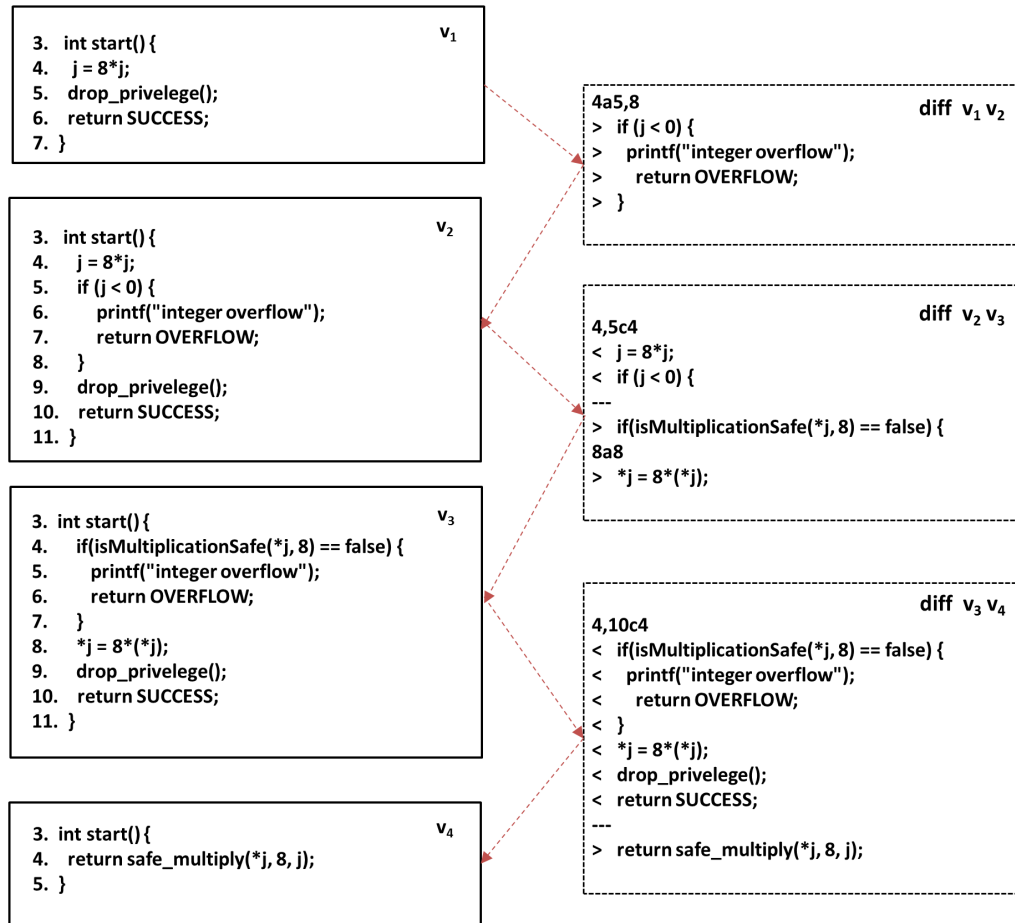 v1
3. int start() {
4. j = 8*j;
5. drop_privelege();
6. return SUCCESS;
7. }
diff v1 v2
4a5,8
> if (j < 0) {
> printf("integer overflow");
> return OVERFLOW;
> }
v2
3. int start() {
4. j = 8*j;
5. if (j < 0) {
6. printf("integer overflow");
7. return OVERFLOW;
8. }
9. drop_privelege();
10. return SUCCESS;
11. }
diff v2 v3
4,5c4
< j = 8*j;
< if (j < 0) {
---
> if(isMultiplicationSafe(*j, 8) == false) {
8a8
> *j = 8*(*j);
v3
3. int start() {
4. if(isMultiplicationSafe(*j, 8) == false) {
5. printf("integer overflow");
6. return OVERFLOW;
7. }
8. *j = 8*(*j);
9. drop_privelege();
10. return SUCCESS;
11. }
diff v3 v4
4,10c4
< if(isMultiplicationSafe(*j, 8) == false) {
< printf("integer overflow");
< return OVERFLOW;
< }
< *j = 8*(*j);
< drop_privelege();
< return SUCCESS;
---
> return safe_multiply(*j, 8, j);
v4
3. int start() {
4. return safe_multiply(*j, 8, j);
5. }